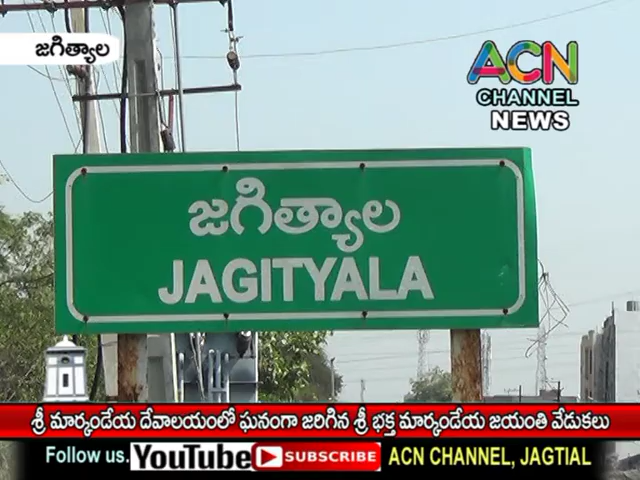 జగిత్యాల
ACN
CHANNEL
NEWS
జగిత్యాల
JAGITYALA
శ్రీ మార్కండేయ దేవాలయంలో ఘనంగా జరిగిన శ్రీ భక్త మార్కండేయ జయంతి వేడుకలు
Follow us. YouTube SUBSCRIBE ACN CHANNEL, JAGTIAL